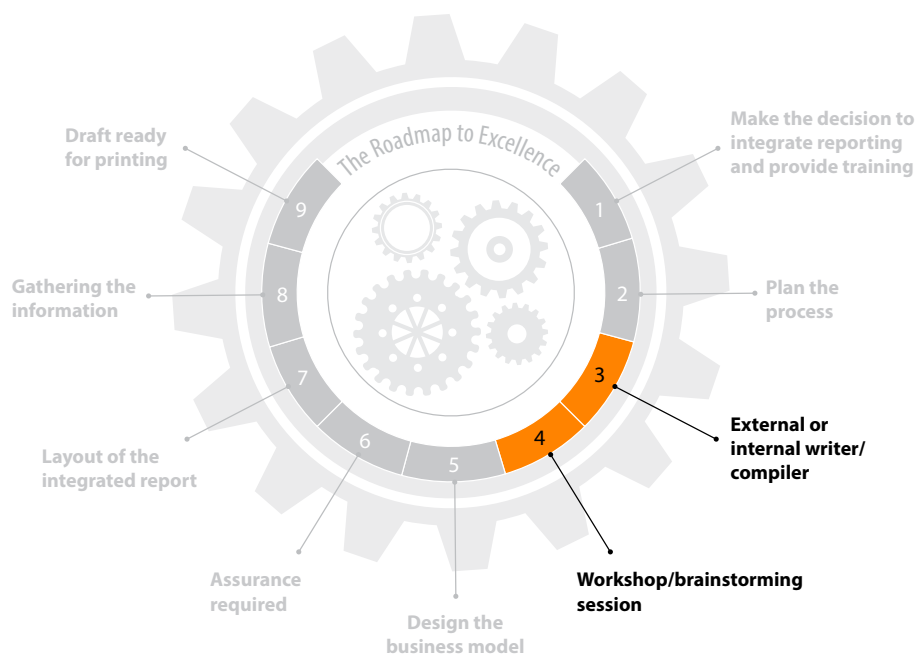 The Roadmap to Excellence
1
Make the decision to
integrate reporting
and provide training
2
Plan the
process
3
External or
internal writer/
compiler
4
Workshop/brainstorming
session
5
Design the
business model
6
Assurance
required
7
Layout of the
integrated report
8
Gathering the
information
9
Draft ready
for printing